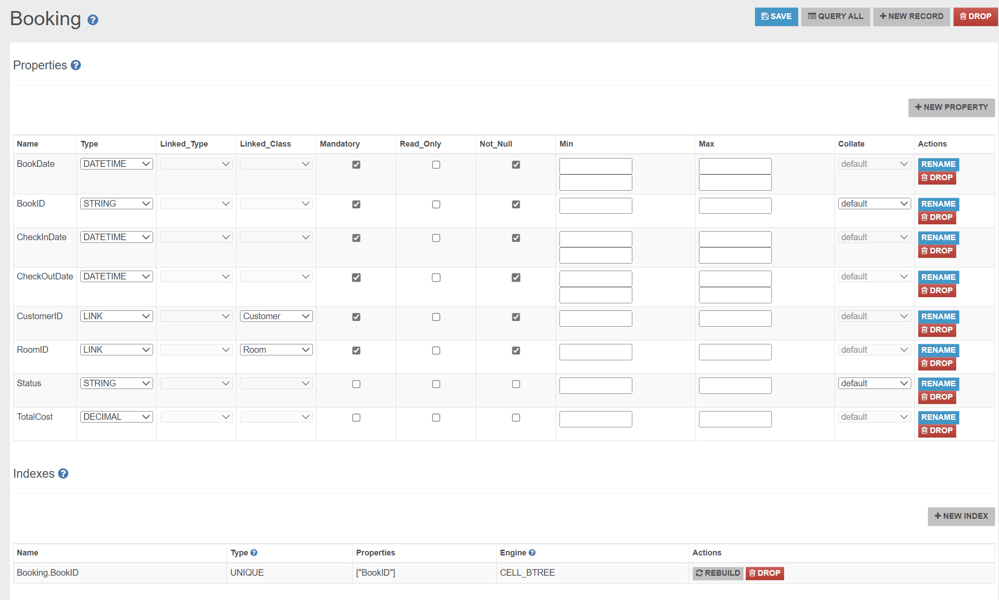 Booking ?
SAVE QUERY ALL NEW RECORD DROP
Properties ?
NEW PROPERTY
Name Type Linked_Type Linked_Class Mandatory Read_Only Not_Null Min Max Collate Actions
BookDate DATETIME default RENAME
DROP
BookID STRING default RENAME
DROP
CheckInDate DATETIME default RENAME
DROP
CheckOutDate DATETIME default RENAME
DROP
CustomerID LINK Customer default RENAME
DROP
RoomID LINK Room default RENAME
DROP
Status STRING default RENAME
DROP
TotalCost DECIMAL default RENAME
DROP
Indexes ?
NEW INDEX
Name Type ? Properties Engine ? Actions
Booking.BookID UNIQUE ["BookID"] CELL_BTREE REBUILD DROP